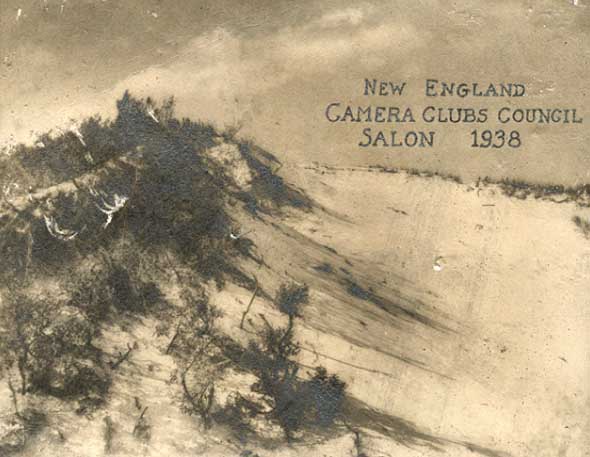 NEW ENGLAND
CAMERA CLUBS COUNCIL
SALON 1938